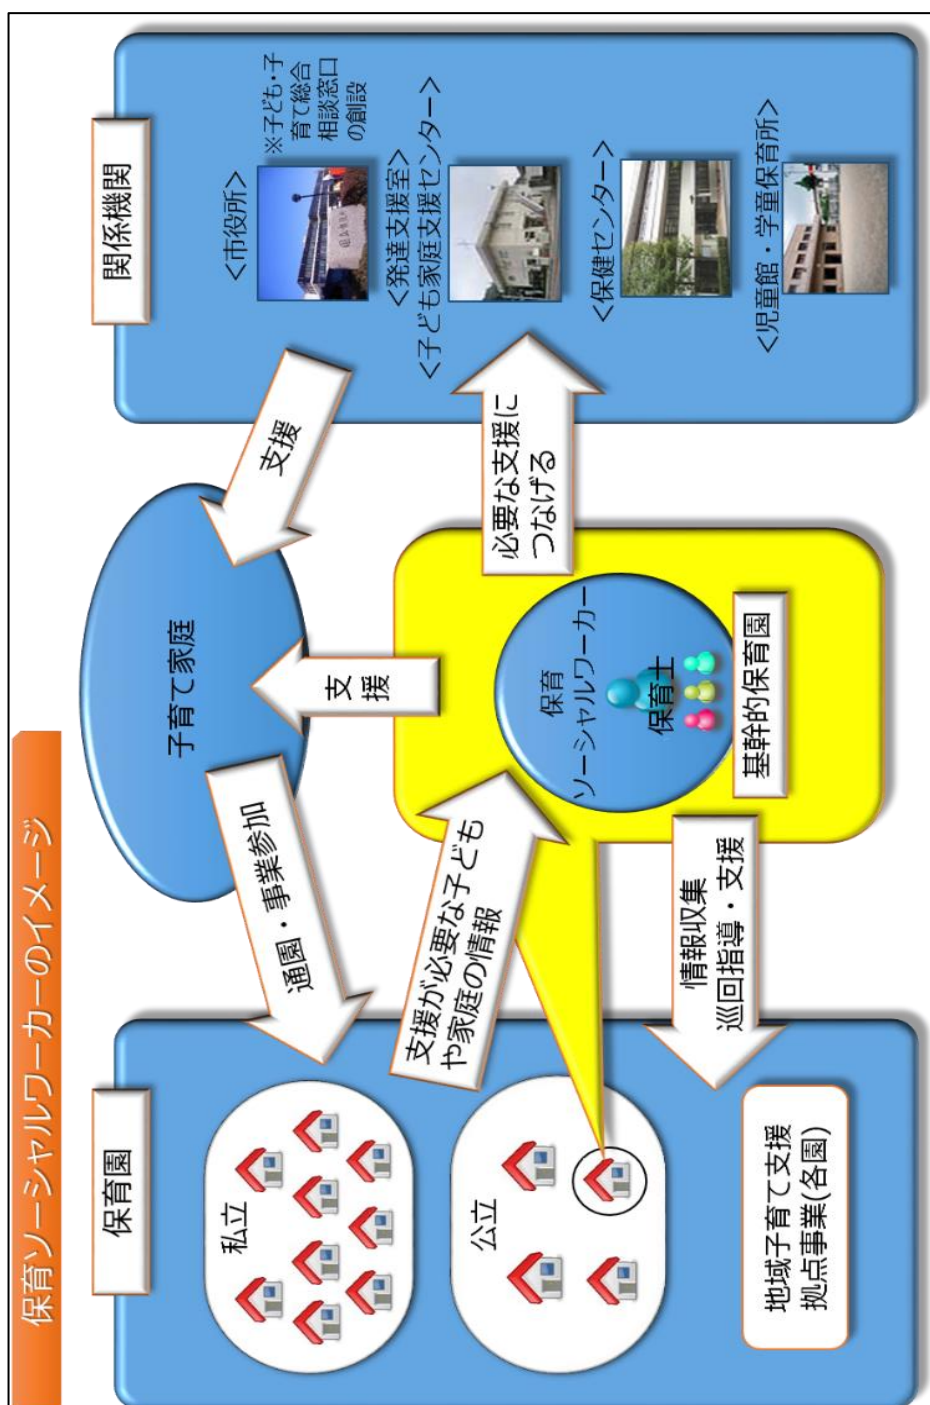 保育ソーシャルワーカーのイメージ
保育園
私立
公立
地域子育て支援
拠点事業(各園)
子育て家庭
通園・事業参加
支援
支援が必要な子ども
や家庭の情報
支援
情報収集
巡回指導・支援
保育
ソーシャルワーカー
保育士
基幹的保育園
必要な支援に
つなげる
関係機関
<市役所>
※子ども・子
育て総合
相談窓口
の創設
<発達支援室>
<子ども家庭支援センター>
<保健センター>
<児童館・学童保育所>